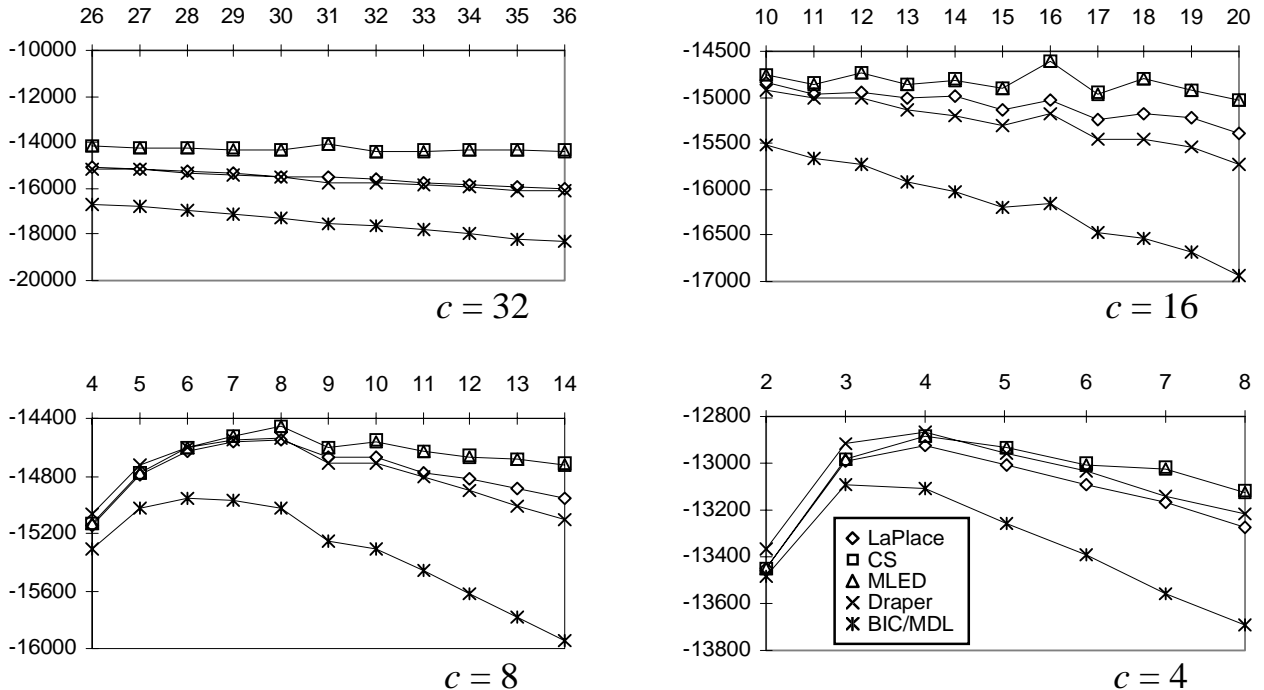 26 27 28 29 30 31 32 33 34 35 36
-10000
-12000
-14000
-16000
-18000
-20000
c = 32
10 11 12 13 14 15 16 17 18 19 20
-14500
-15000
-15500
-16000
-16500
-17000
c = 16
4 5 6 7 8 9 10 11 12 13 14
-14400
-14800
-15200
-15600
-16000
c = 8
2 3 4 5 6 7 8
-12800
-13000
-13200
-13400
-13600
-13800
LaPlace
CS
MLED
Draper
BIC/MDL
c = 4